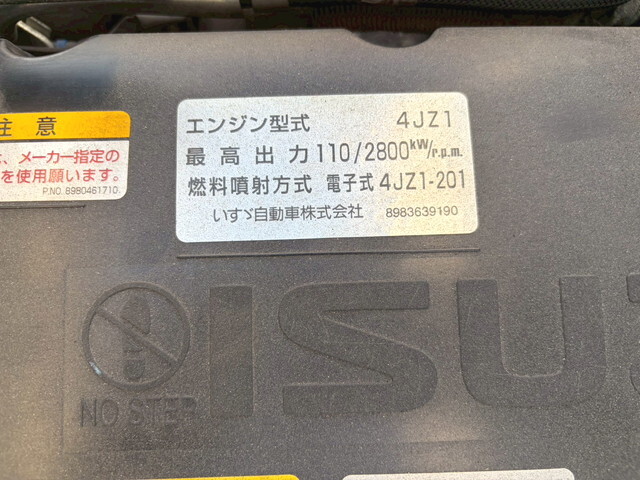 注 意
、メーカー指定の
を使用願います。
P.NO. 8980461710
エンジン型式 4JZ1
最高出力 110/2800kW/r.p.m.
燃料噴射方式 電子式 4JZ1-201
いすゞ自動車株式会社 8983639190
NO STEP
ISU